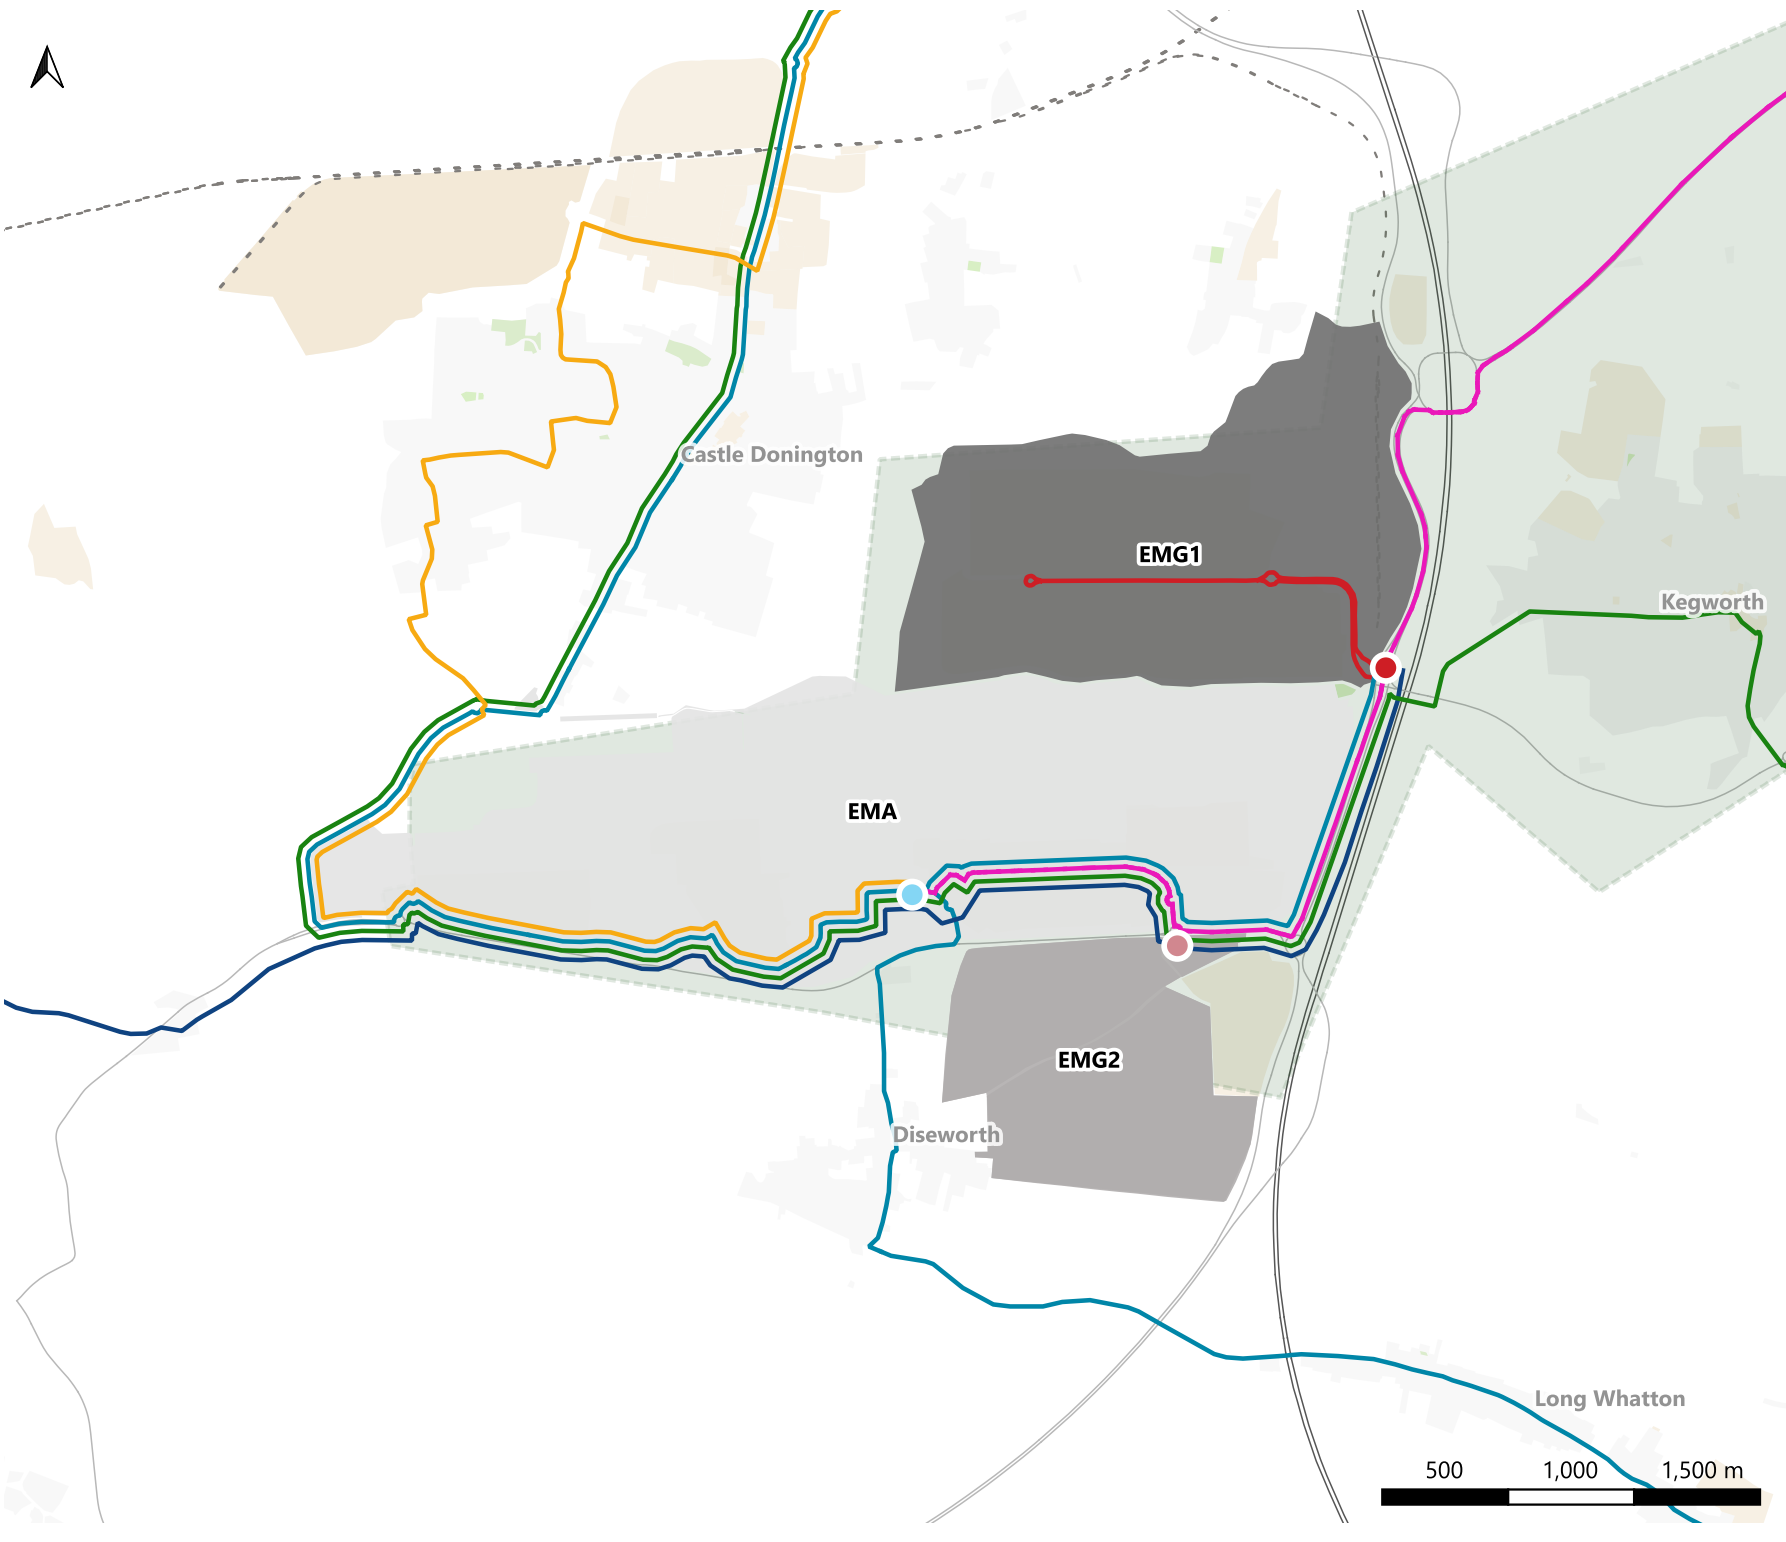 Castle Donington
EMG1
Kegworth
EMA
EMG2
Diseworth
Long Whatton
500 1,000 1,500 m